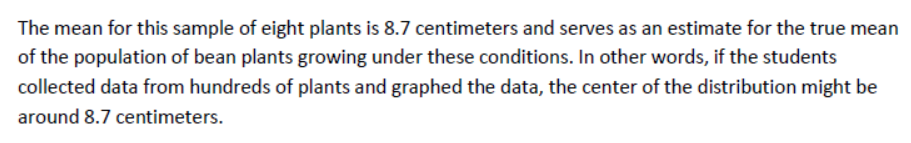 The mean for this sample of eight plants is 8.7 centimeters and serves as an estimate for the true mean
of the population of bean plants growing under these conditions. In other words, if the students
collected data from hundreds of plants and graphed the data, the center of the distribution might be
around 8.7 centimeters.